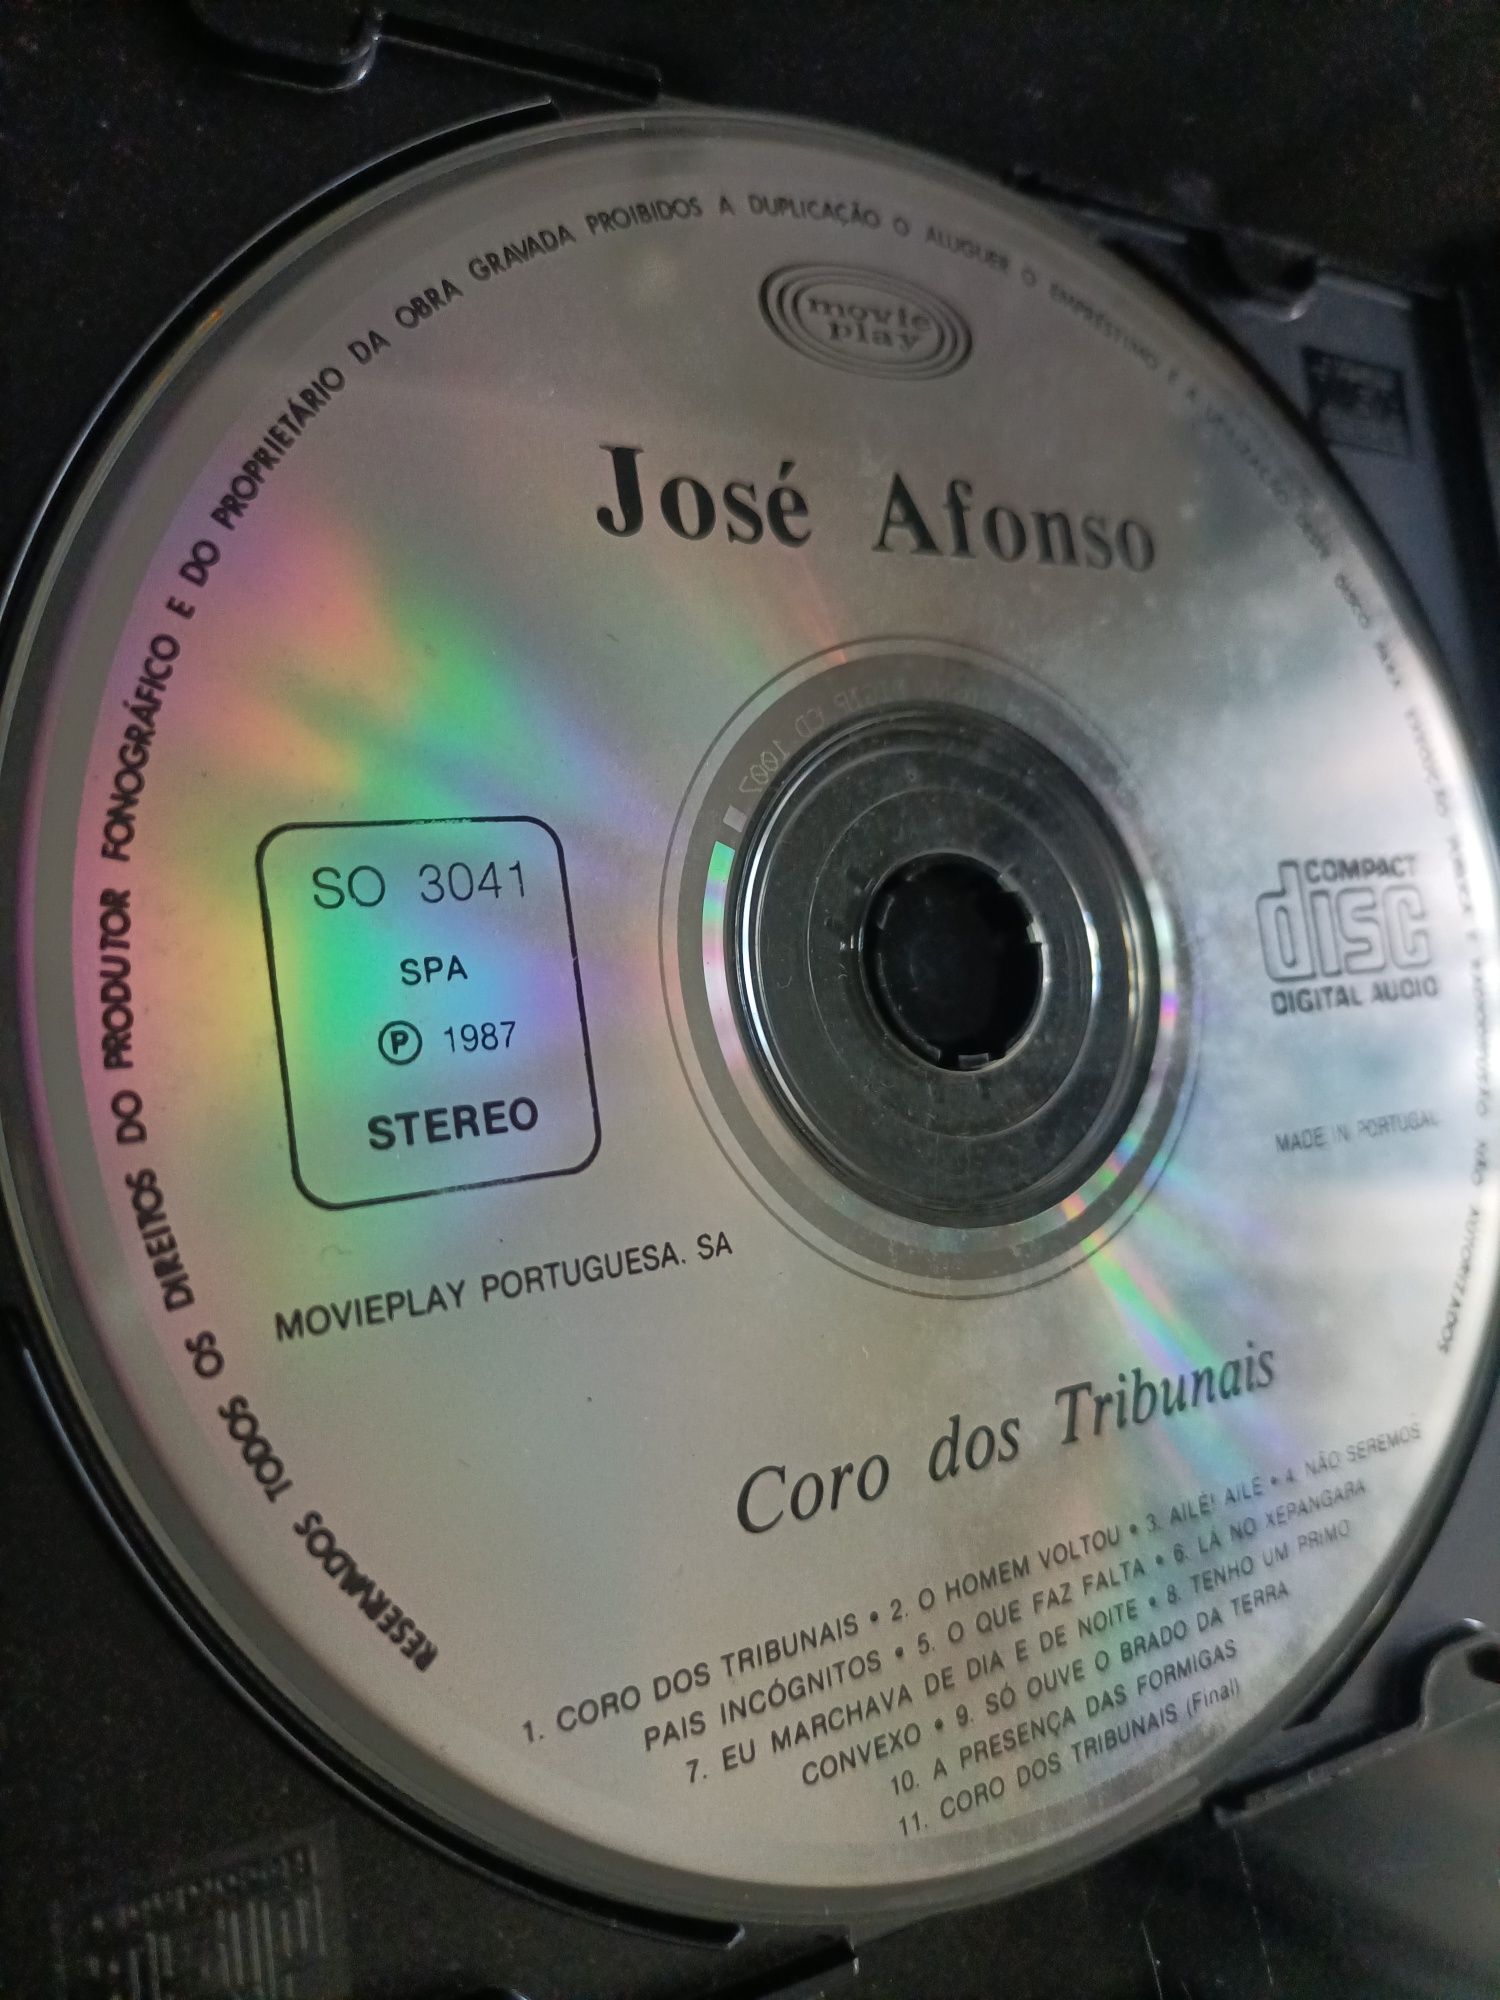 RESERVADOS TODOS OS DIREITOS DO PRODUTOR FONOGRÁFICO E DO PROPRIETÁRIO DA OBRA GRAVADA PROIBIDOS A DUPLICAÇÃO O ALUGUER O EMPRÉSTIMO E A UTILIZAÇÃO AUTORIZADOS
movie
play
José Afonso
SO 3041
SPA
Ⓟ 1987
STEREO
COMPACT
disc
DIGITAL AUDIO
MADE IN PORTUGAL
MOVIEPLAY PORTUGUESA. SA
Coro dos Tribunais
1. CORO DOS TRIBUNAIS • 2. O HOMEM VOLTOU • 3. AILÉ! AILÉ • 4. NÃO SEREMOS
PAIS INCÓGNITOS • 5. O QUE FAZ FALTA • 6. LÁ NO XEPANGARA
7. EU MARCHAVA DE DIA E DE NOITE • 8. TENHO UM PRIMO
CONVEXO • 9. SÓ OUVE O BRADO DA TERRA
10. A PRESENÇA DAS FORMIGAS
11. CORO DOS TRIBUNAIS (Final)